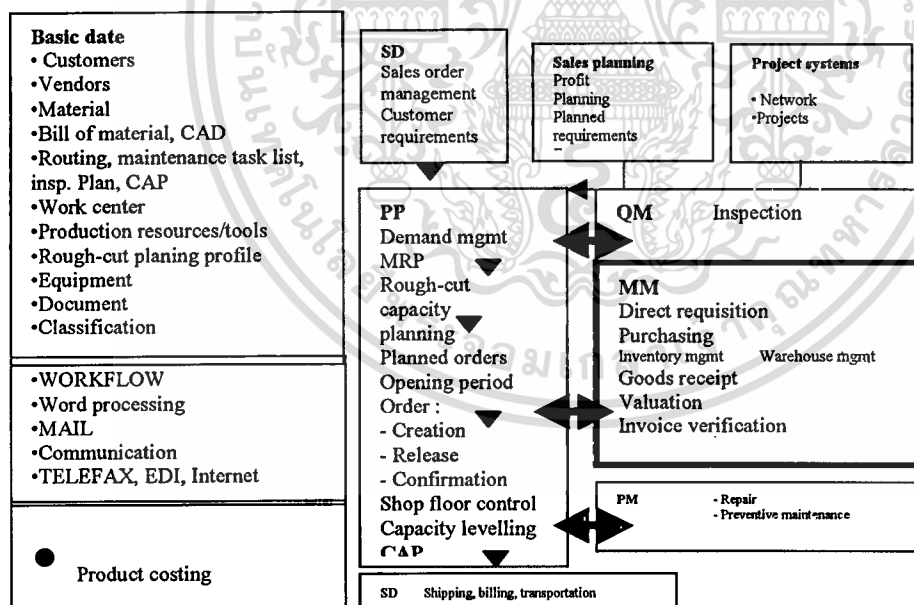 Basic date
• Customers
•Vendors
•Material
•Bill of material, CAD
•Routing, maintenance task list,
insp. Plan, CAP
•Work center
•Production resources/tools
•Rough-cut planing profile
•Equipment
•Document
•Classification
•WORKFLOW
•Word processing
•MAIL
•Communication
•TELEFAX, EDI, Internet
Product costing
SD
Sales order
management
Customer
requirements
Sales planning
Profit
Planning
Planned
requirements
Project systems
• Network
•Projects
PP
Demand mgmt
MRP
Rough-cut
capacity
planning
Planned orders
Opening period
Order :
- Creation
- Release
- Confirmation
Shop floor control
Capacity levelling
CAP
QM Inspection
MM
Direct requisition
Purchasing
Inventory mgmt Warehouse mgmt
Goods receipt
Valuation
Invoice verification
PM - Repair
- Preventive maintenance
SD Shipping, billing, transportation